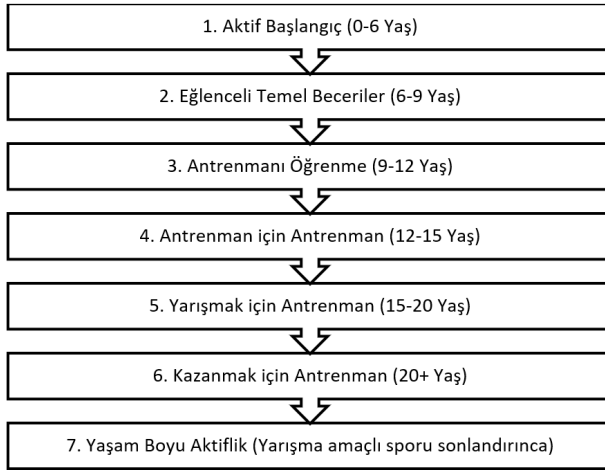 1. Aktif Başlangıç (0-6 Yaş)
2. Eğlenceli Temel Beceriler (6-9 Yaş)
3. Antrenmanı Öğrenme (9-12 Yaş)
4. Antrenman için Antrenman (12-15 Yaş)
5. Yarışmak için Antrenman (15-20 Yaş)
6. Kazanmak için Antrenman (20+ Yaş)
7. Yaşam Boyu Aktiflik (Yarışma amaçlı sporu sonlandırınca)